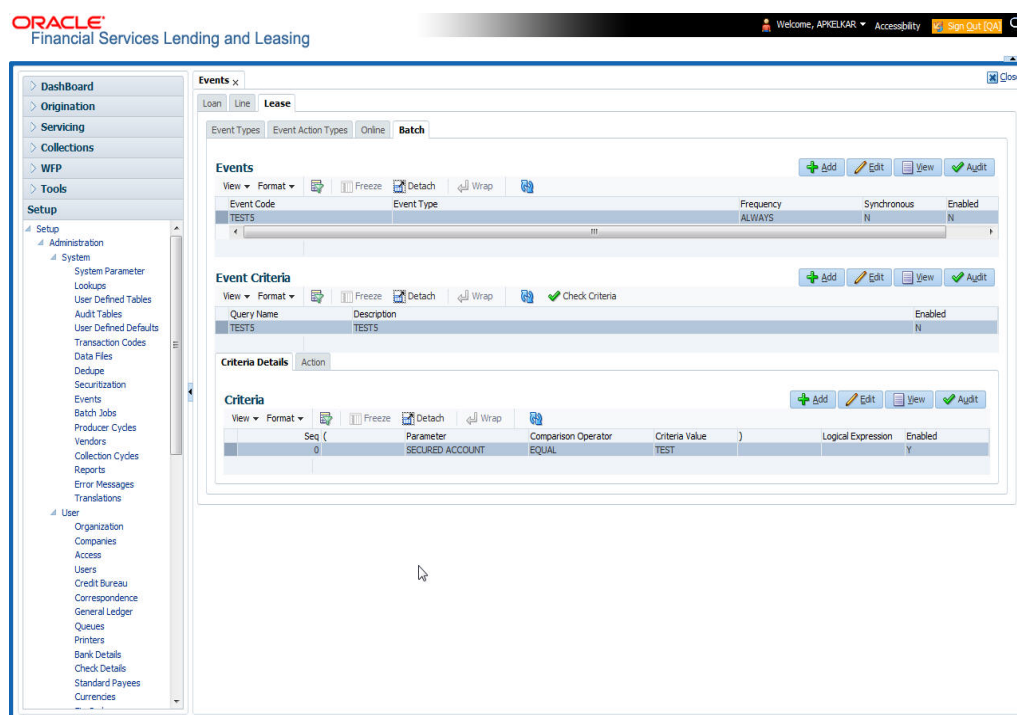 ORACLE®
Financial Services Lending and Leasing
Welcome, APKELKAR Accessibility Sign Out [QA]
DashBoard
Origination
Servicing
Collections
WFP
Tools
Setup
Setup
Administration
System
System Parameter
Lookups
User Defined Tables
Audit Tables
User Defined Defaults
Transaction Codes
Data Files
Dedupe
Securitization
Events
Batch Jobs
Producer Cycles
Vendors
Collection Cycles
Reports
Error Messages
Translations
User
Organization
Companies
Access
Users
Credit Bureau
Correspondence
General Ledger
Queues
Printers
Bank Details
Check Details
Standard Payees
Currencies
Events Close
Loan Line Lease
Event Types Event Action Types Online Batch
Events Add Edit View Audit
View Format Freeze Detach Wrap
Event Code Event Type Frequency Synchronous Enabled
TEST5 ALWAYS N N
Event Criteria Add Edit View Audit
View Format Freeze Detach Wrap Check Criteria
Query Name Description Enabled
TEST5 TEST5 N
Criteria Details Action
Criteria Add Edit View Audit
View Format Freeze Detach Wrap
Seq ( Parameter Comparison Operator Criteria Value ) Logical Expression Enabled
0 SECURED ACCOUNT EQUAL TEST Y